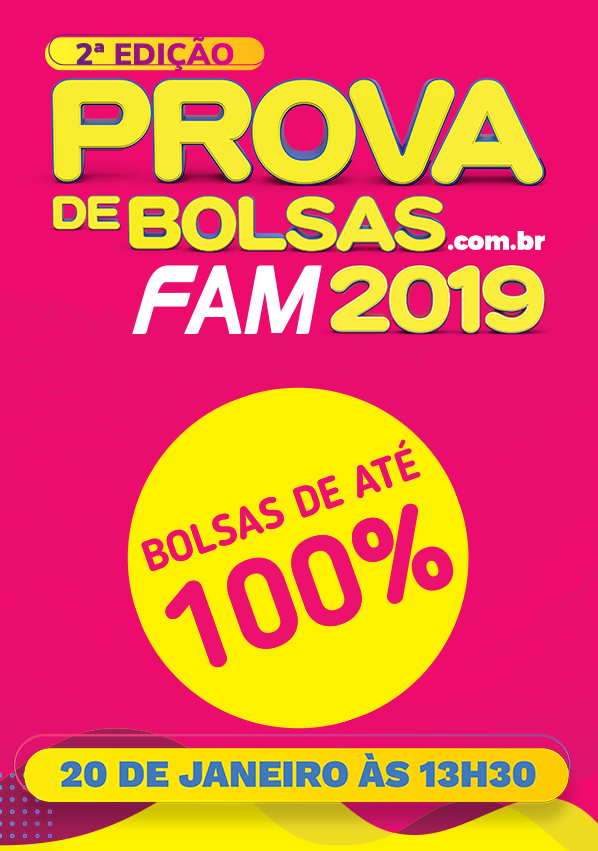 2ª EDIÇÃO
PROVA
DE BOLSAS.com.br
FAM 2019
BOLSAS DE ATÉ
100%
20 DE JANEIRO ÀS 13H30